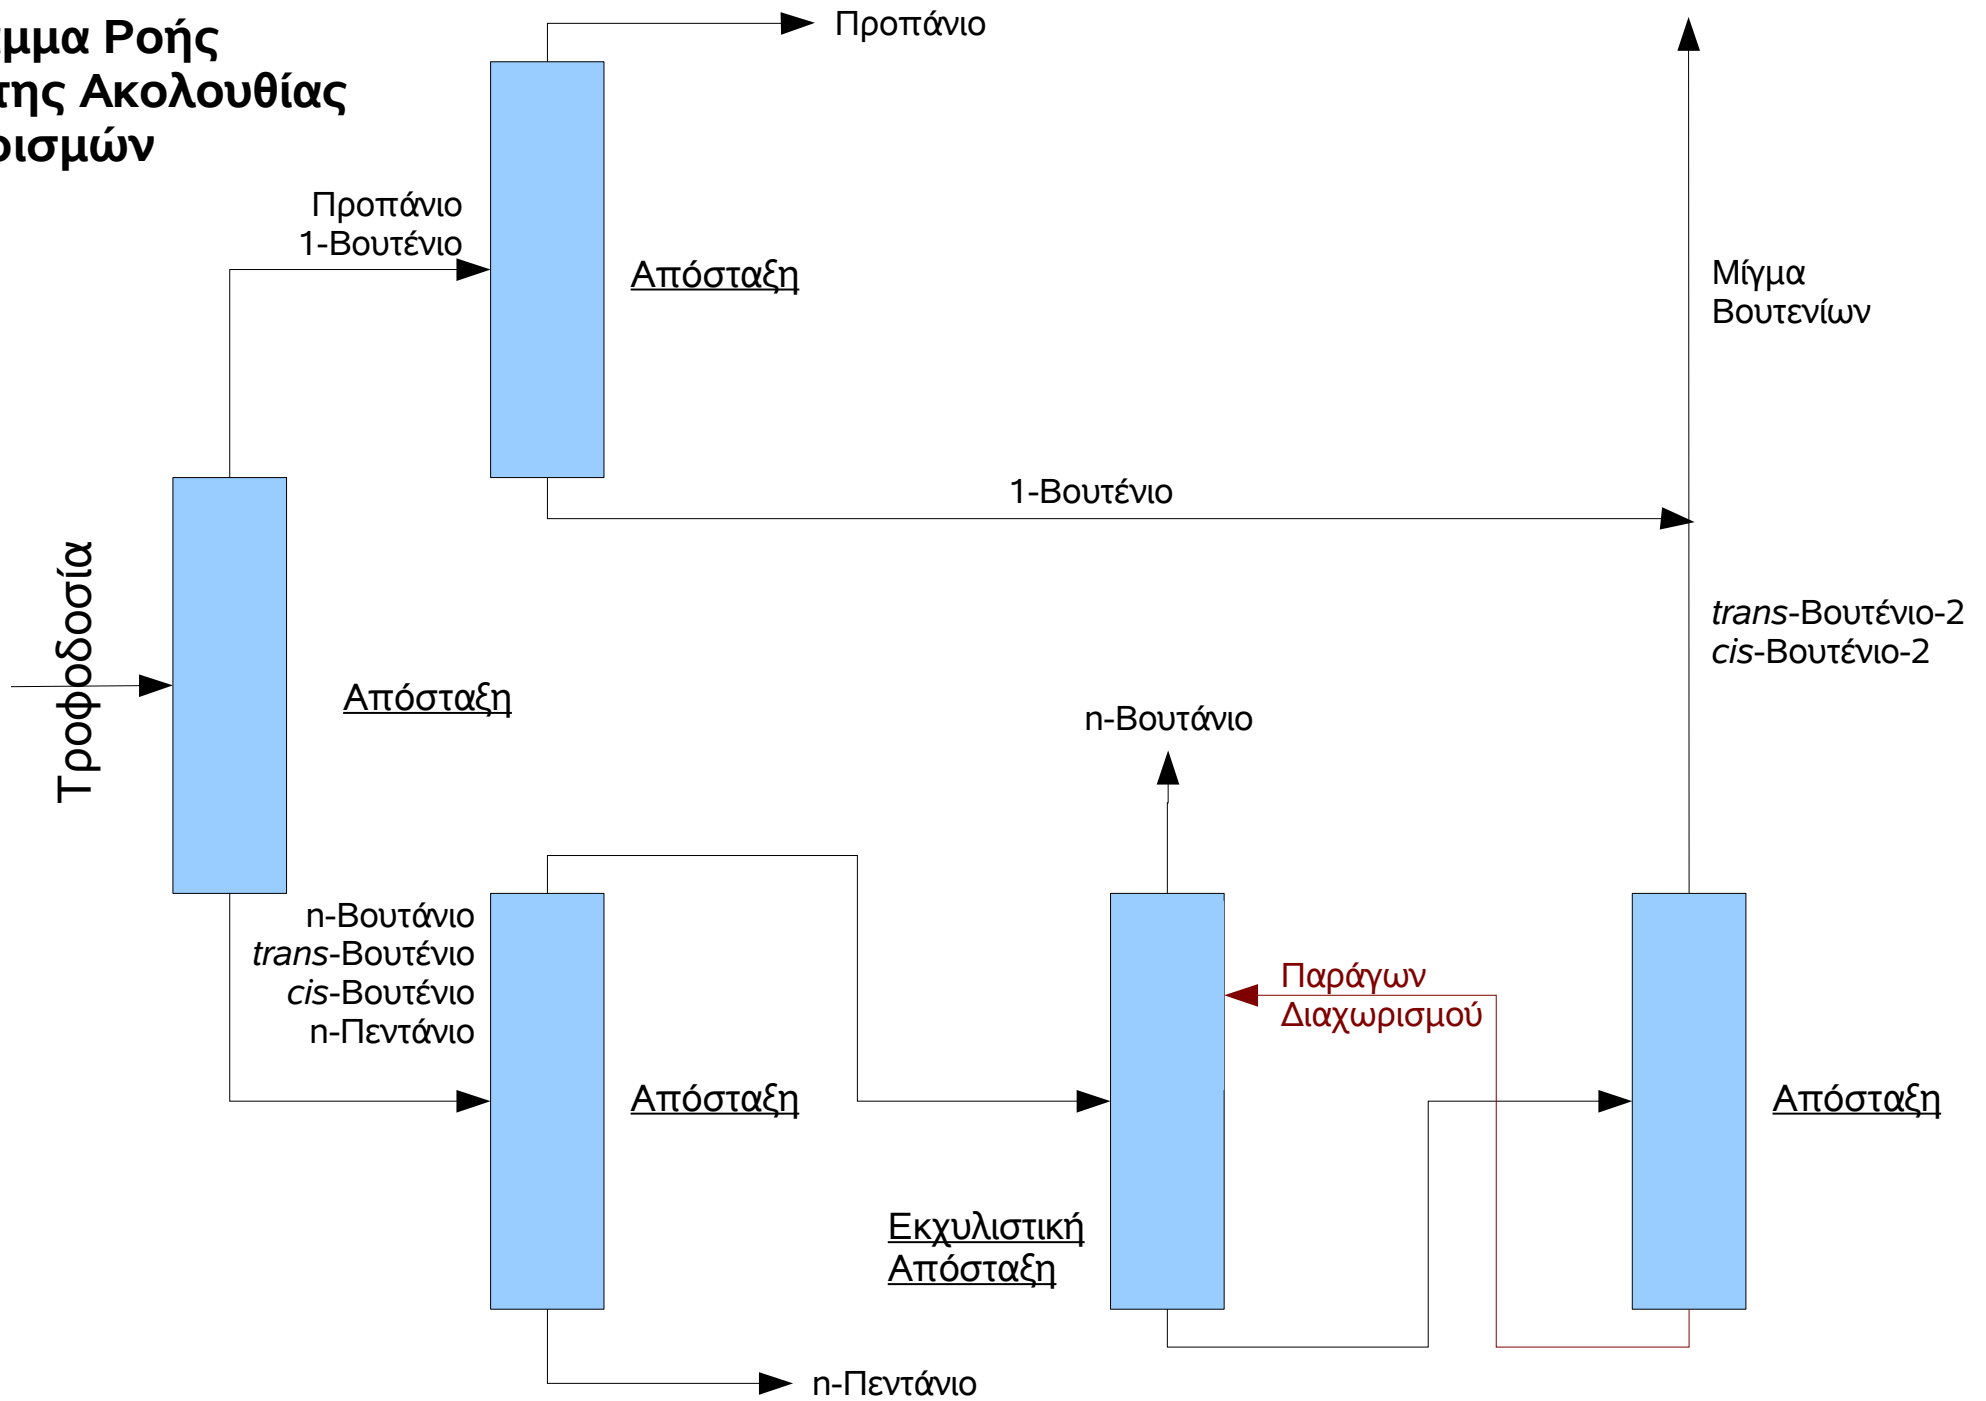 μμα Ροής
της Ακολουθίας
ρισμών
Προπάνιο
Προπάνιο
1-Βουτένιο
Απόσταξη
Μίγμα
Βουτενίων
1-Βουτένιο
Τροφοδοσία
trans-Βουτένιο-2
cis-Βουτένιο-2
Απόσταξη
n-Βουτάνιο
n-Βουτάνιο
trans-Βουτένιο
cis-Βουτένιο
n-Πεντάνιο
Παράγων
Διαχωρισμού
Απόσταξη
Απόσταξη
Εκχυλιστική
Απόσταξη
n-Πεντάνιο